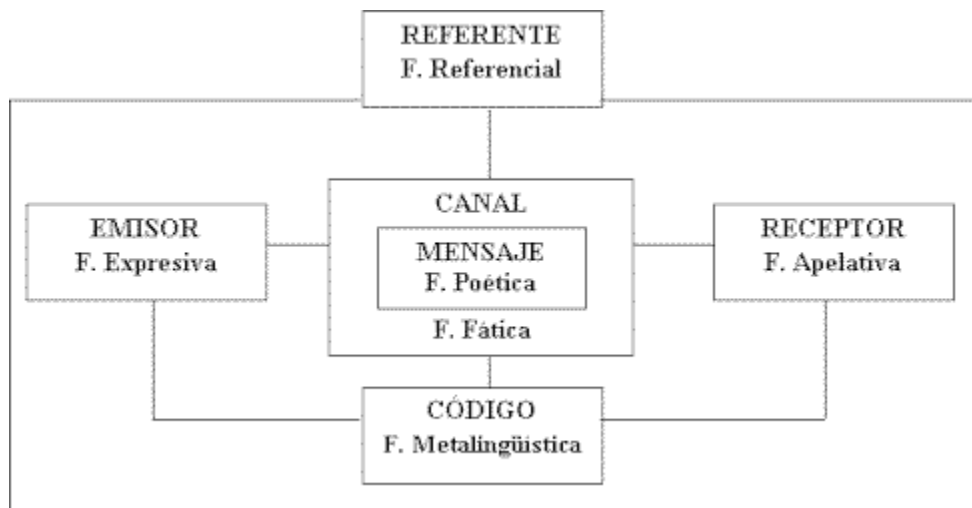 REFERENTE
F. Referencial
CANAL
EMISOR
F. Expresiva
MENSAJE
F. Poética
RECEPTOR
F. Apelativa
F. Fática
CÓDIGO
F. Metalingüística